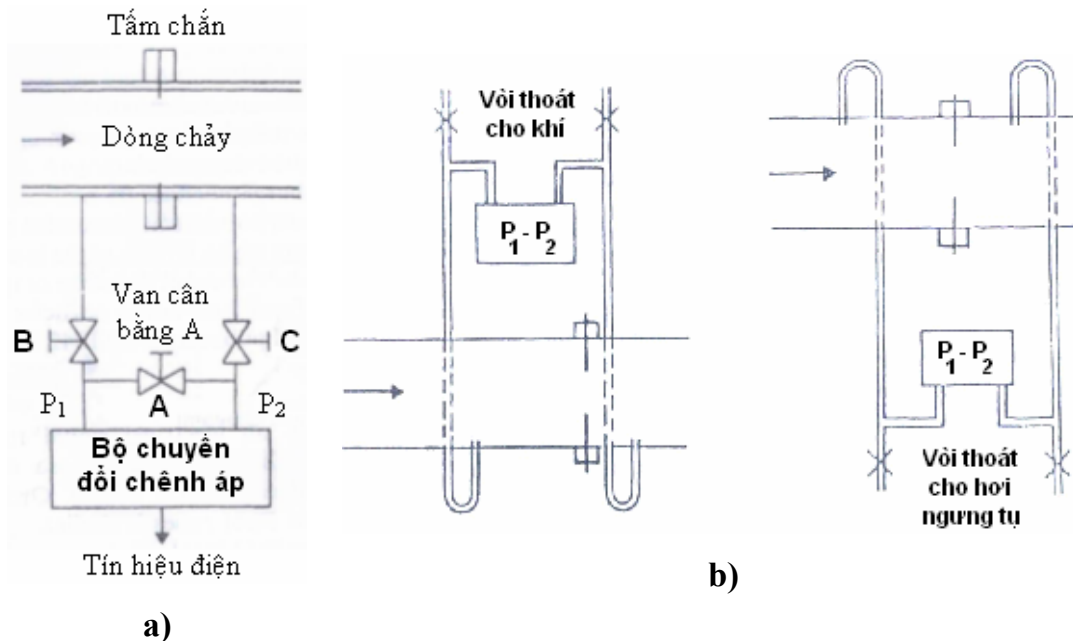 Tấm chắn
Dòng chảy
Van cân
bằng A
B
C
A
P1
P2
Bộ chuyển
đổi chênh áp
Tín hiệu điện
a)
Vòi thoát
cho khí
P1 - P2
P1 - P2
Vòi thoát
cho hơi
ngưng tụ
b)